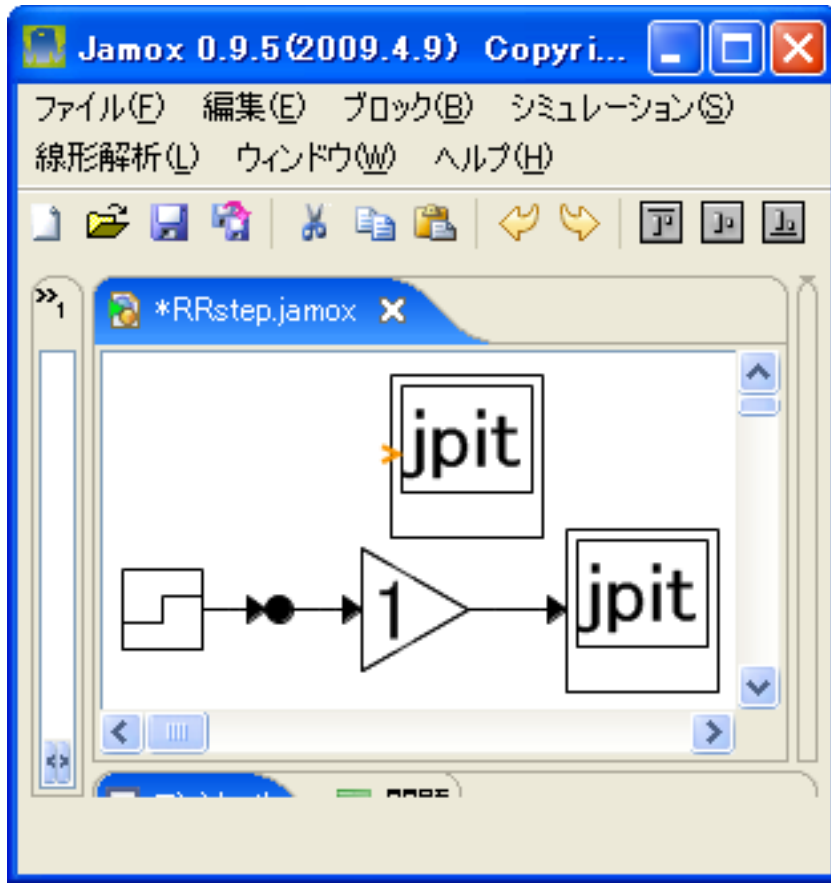 Jamox 0.9.5(2009.4.9) Copyri...
ファイル(F) 編集(E) ブロック(B) シミュレーション(S)
線形解析(L) ウィンドウ(W) ヘルプ(H)
»1
*RRstep.jamox
jpit
1
jpit